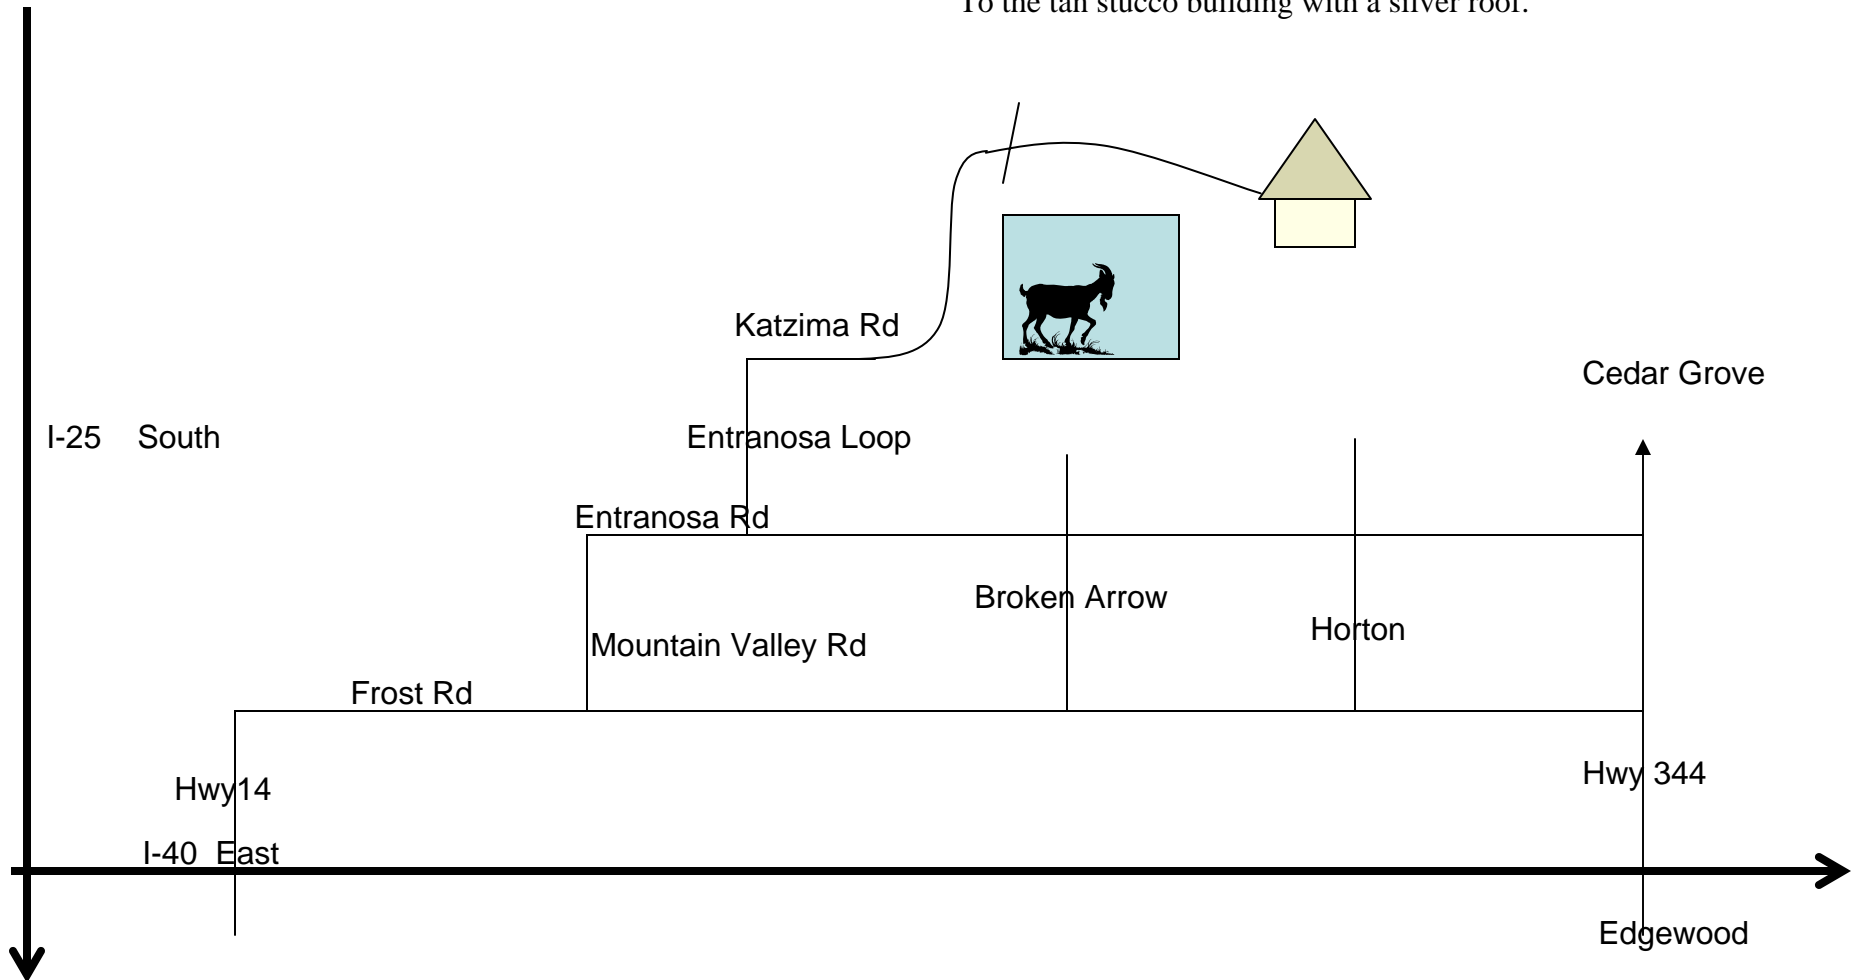 To the tan stucco building with a silver roof.
Katzima Rd
Cedar Grove
I-25    South
Entranosa Loop
Entranosa Rd
Broken Arrow
Horton
Mountain Valley Rd
Frost Rd
Hwy 344
Hwy14
I-40  East
Edgewood